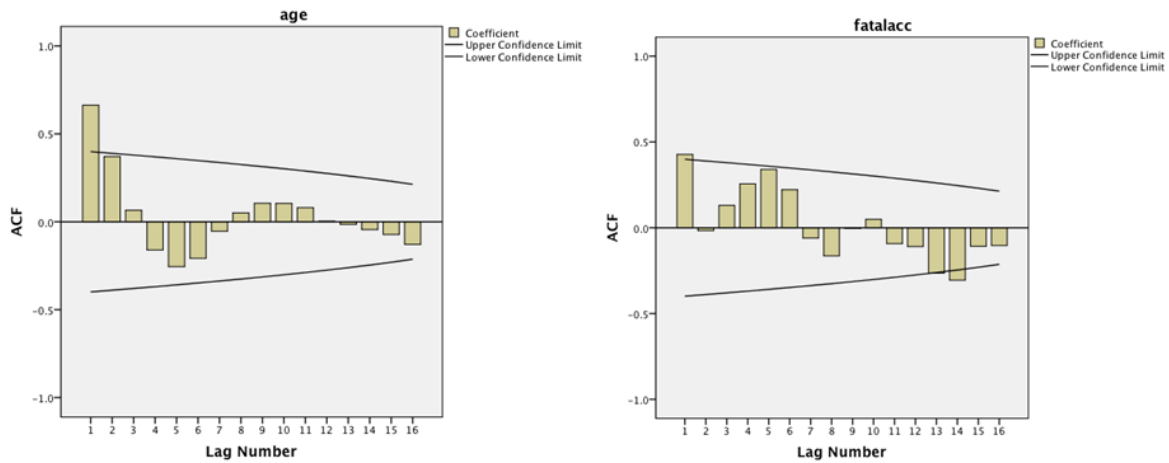 age
Coefficient
Upper Confidence Limit
Lower Confidence Limit
1.0
0.5
0.0
-0.5
-1.0
ACF
1 2 3 4 5 6 7 8 9 10 11 12 13 14 15 16
Lag Number
fatalacc
Coefficient
Upper Confidence Limit
Lower Confidence Limit
1.0
0.5
0.0
-0.5
-1.0
ACF
1 2 3 4 5 6 7 8 9 10 11 12 13 14 15 16
Lag Number